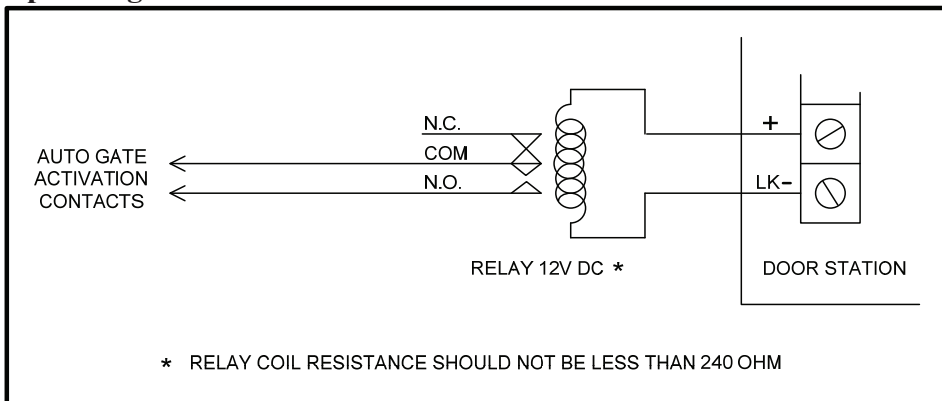 N.C.
COM
N.O.
AUTO GATE
ACTIVATION
CONTACTS
+
LK-
RELAY 12V DC *
DOOR STATION
* RELAY COIL RESISTANCE SHOULD NOT BE LESS THAN 240 OHM